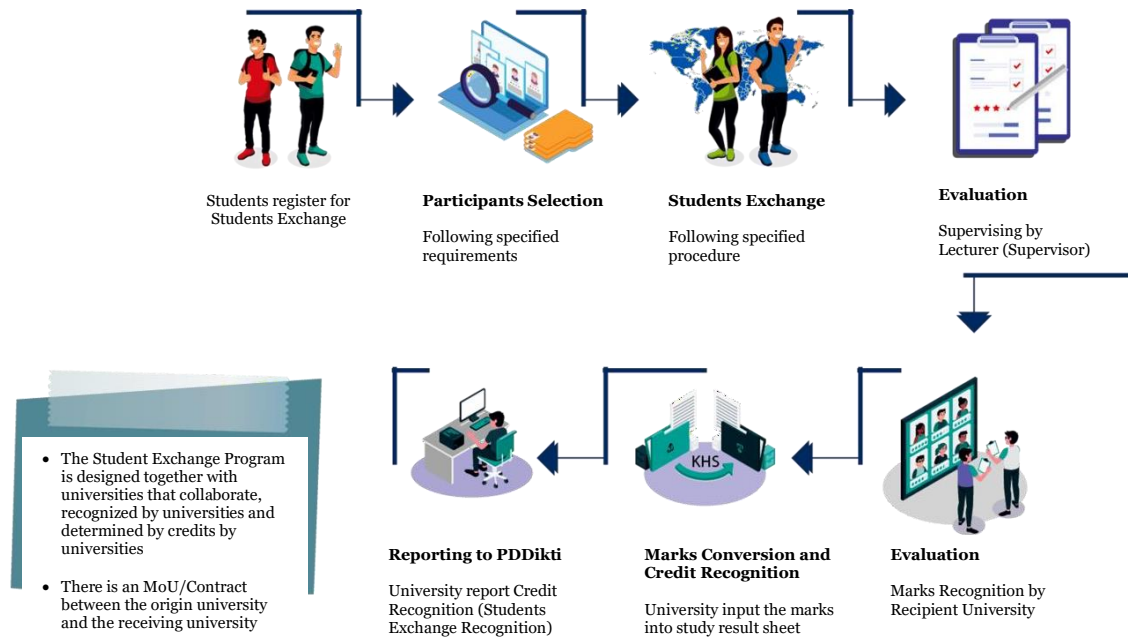 Students register for
Students Exchange
Participants Selection
Following specified
requirements
Students Exchange
Following specified
procedure
Evaluation
Supervising by
Lecturer (Supervisor)
• The Student Exchange Program
is designed together with
universities that collaborate,
recognized by universities and
determined by credits by
universities
• There is an MoU/Contract
between the origin university
and the receiving university
Reporting to PDDikti
University report Credit
Recognition (Students
Exchange Recognition)
KHS
Marks Conversion and
Credit Recognition
University input the marks
into study result sheet
Evaluation
Marks Recognition by
Recipient University